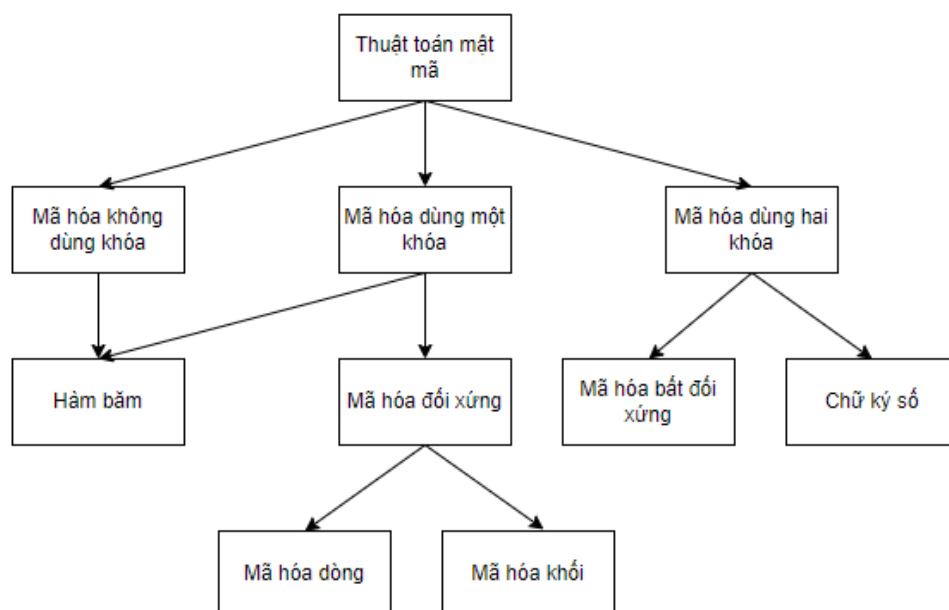 Thuật toán mật
mã
Mã hóa không
dùng khóa
Mã hóa dùng một
khóa
Mã hóa dùng hai
khóa
Hàm băm
Mã hóa đối xứng
Mã hóa bất đối
xứng
Chữ ký số
Mã hóa dòng
Mã hóa khối